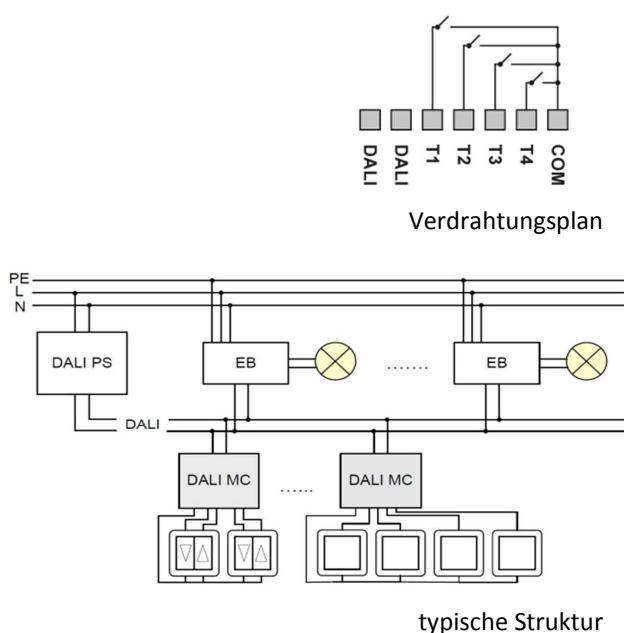 DALI DALI T1 T2 T3 T4 COM
Verdrahtungsplan
PE
L
N
DALI PS
EB
.......
EB
DALI
DALI MC
......
DALI MC
typische Struktur